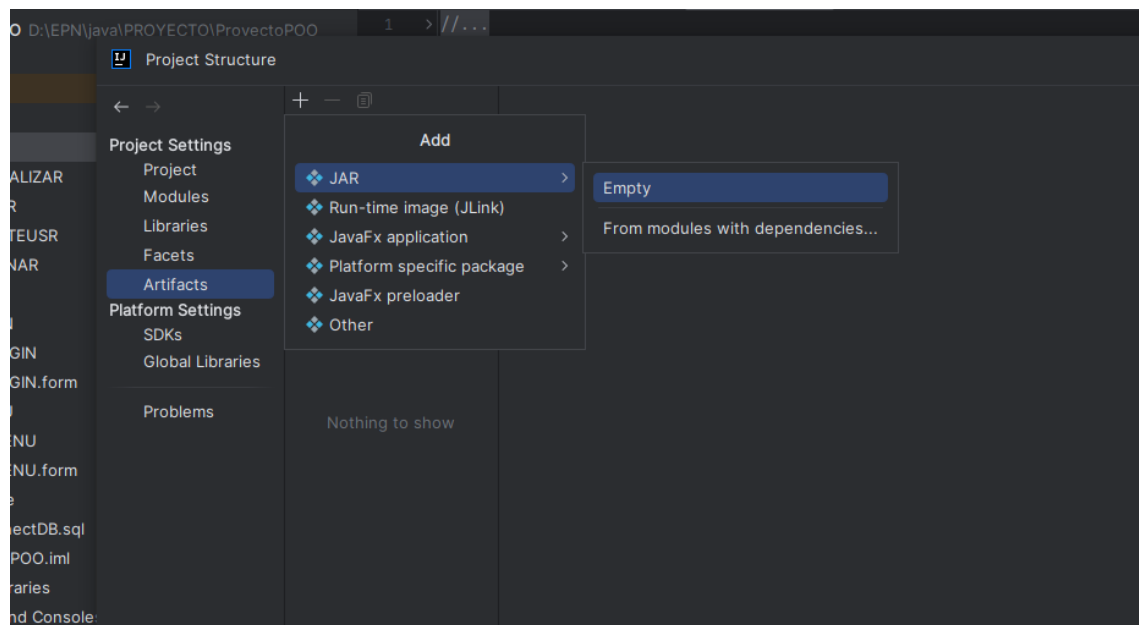 O D:\EPN\java\PROYECTO\ProyectoPOO
1 > //...
Project Structure
Project Settings
Project
Modules
Libraries
Facets
Artifacts
Platform Settings
SDKs
Global Libraries
Problems
Add
JAR
Run-time image (JLink)
JavaFx application
Platform specific package
JavaFx preloader
Other
Nothing to show
Empty
From modules with dependencies...
ALIZAR
R
TEUSR
NAR
GIN
GIN.form
ENU
ENU.form
e
nectDB.sql
POO.iml
raries
nd Console